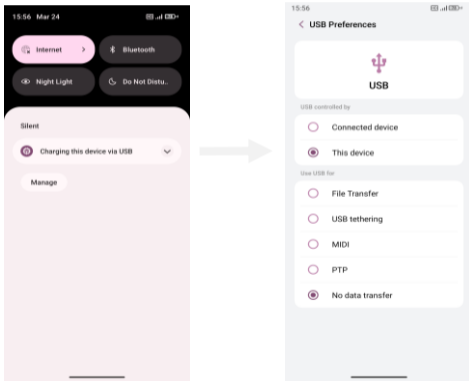 15:56 Mar 24
Internet
Bluetooth
Night Light
Do Not Distu..
Silent
Charging this device via USB
Manage
15:56
USB Preferences
USB
USB controlled by
Connected device
This device
Use USB for
File Transfer
USB tethering
MIDI
PTP
No data transfer